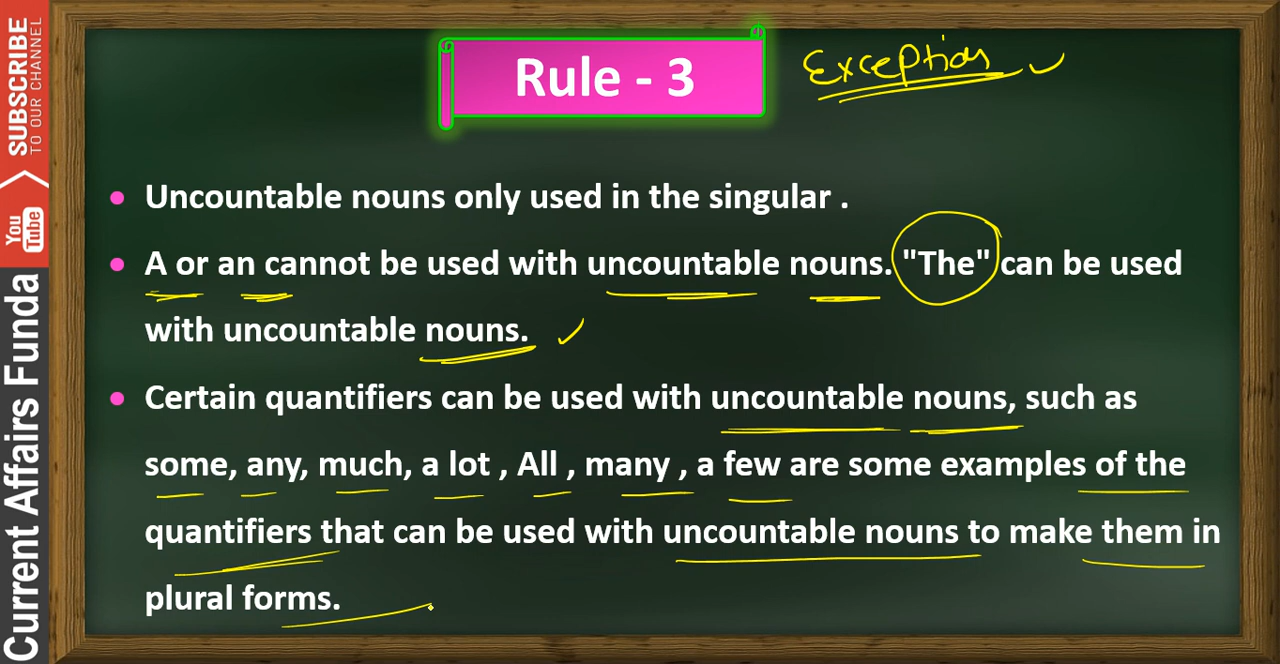 SUBSCRIBE
TO OUR CHANNEL
You
Tube
Current Affairs Funda
Rule - 3
Exception
Uncountable nouns only used in the singular .
A or an cannot be used with uncountable nouns. "The" can be used
with uncountable nouns.
Certain quantifiers can be used with uncountable nouns, such as
some, any, much, a lot , All , many , a few are some examples of the
quantifiers that can be used with uncountable nouns to make them in
plural forms.